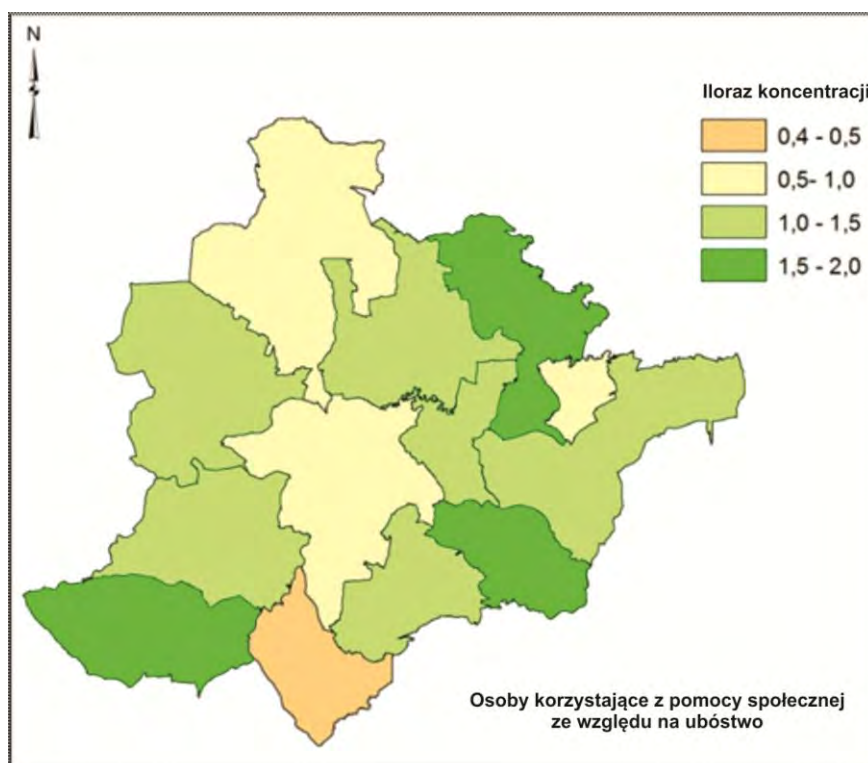 N
Iloraz koncentracji
0,4 - 0,5
0,5- 1,0
1,0 - 1,5
1,5 - 2,0
Osoby korzystające z pomocy społecznej
ze względu na ubóstwo